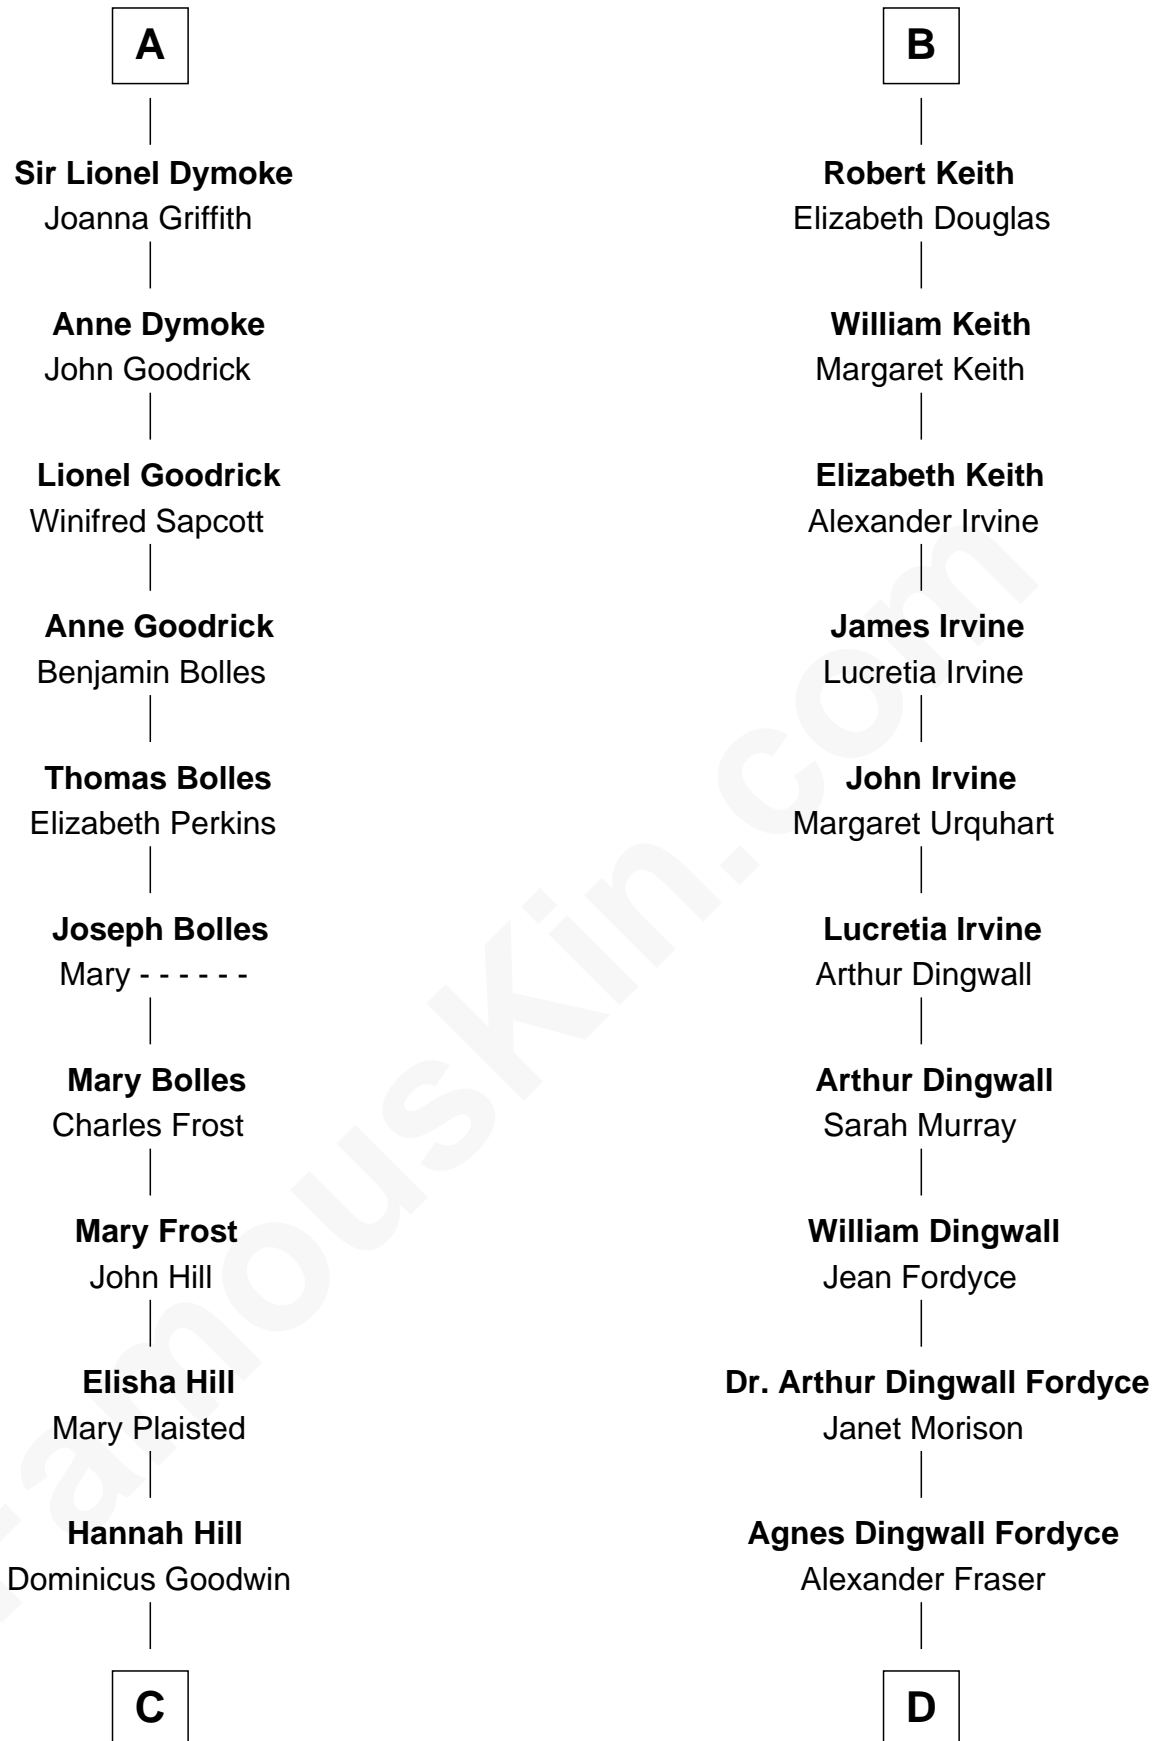 A
Sir Lionel Dymoke
Joanna Griffith
Anne Dymoke
John Goodrick
Lionel Goodrick
Winifred Sapcott
Anne Goodrick
Benjamin Bolles
Thomas Bolles
Elizabeth Perkins
Joseph Bolles
Mary - - - - - -
Mary Bolles
Charles Frost
Mary Frost
John Hill
Elisha Hill
Mary Plaisted
Hannah Hill
Dominicus Goodwin
C
B
Robert Keith
Elizabeth Douglas
William Keith
Margaret Keith
Elizabeth Keith
Alexander Irvine
James Irvine
Lucretia Irvine
John Irvine
Margaret Urquhart
Lucretia Irvine
Arthur Dingwall
Arthur Dingwall
Sarah Murray
William Dingwall
Jean Fordyce
Dr. Arthur Dingwall Fordyce
Janet Morison
Agnes Dingwall Fordyce
Alexander Fraser
D
FamousKin.com